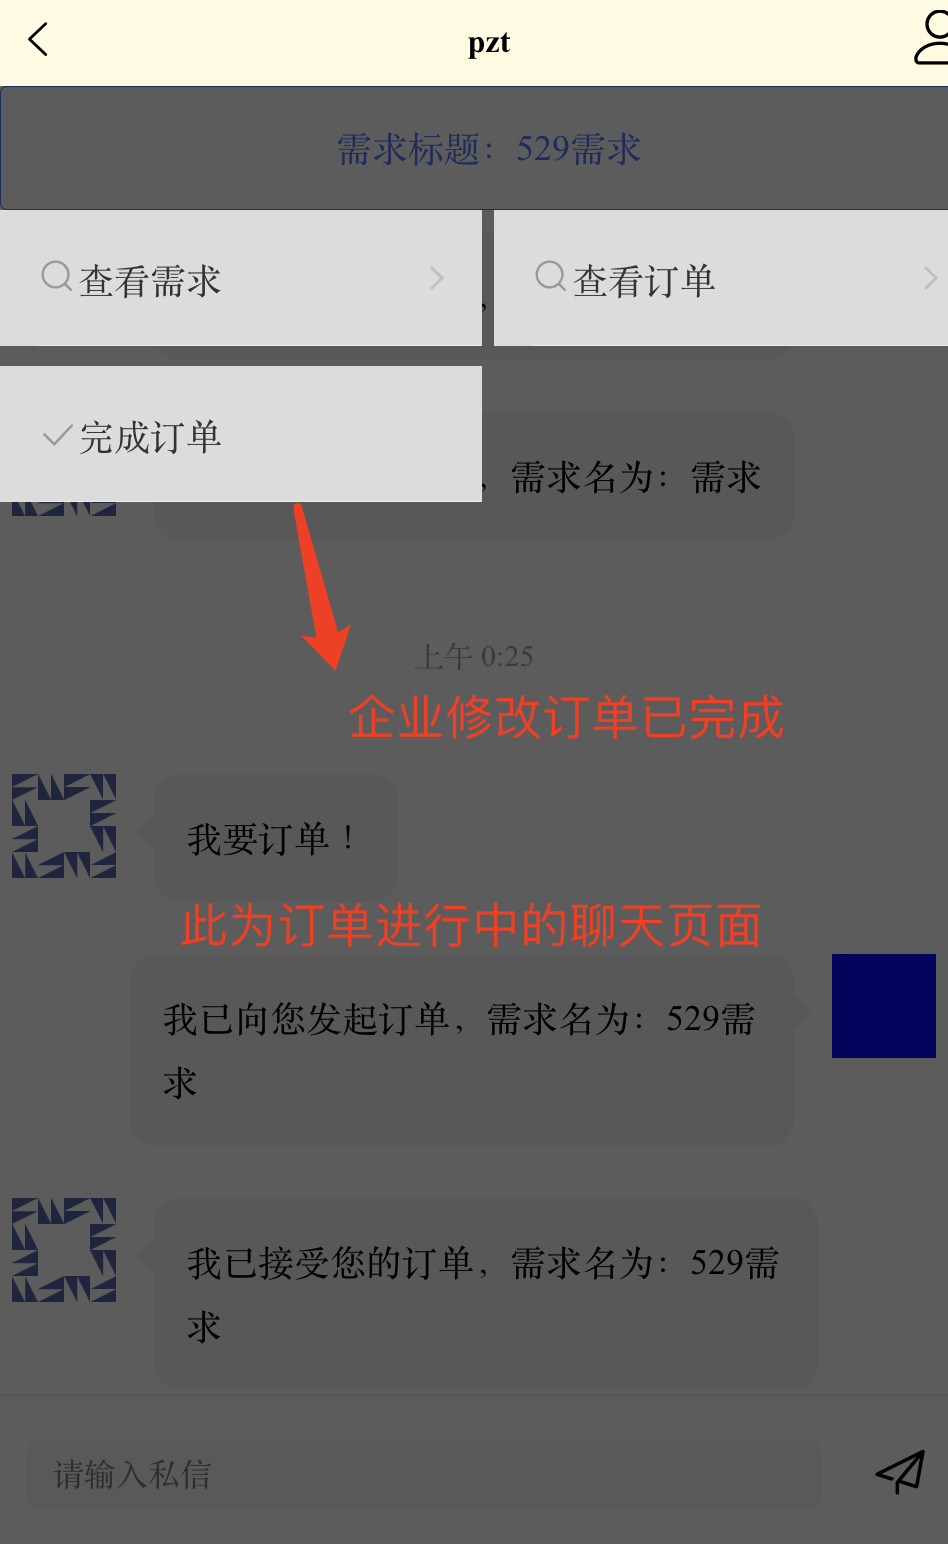 pzt
需求标题：529需求
查看需求
查看订单
，
完成订单
，需求名为：需求
上午 0:25
企业修改订单已完成
我要订单！
此为订单进行中的聊天页面
我已向您发起订单，需求名为：529需
求
我已接受您的订单，需求名为：529需
求
请输入私信